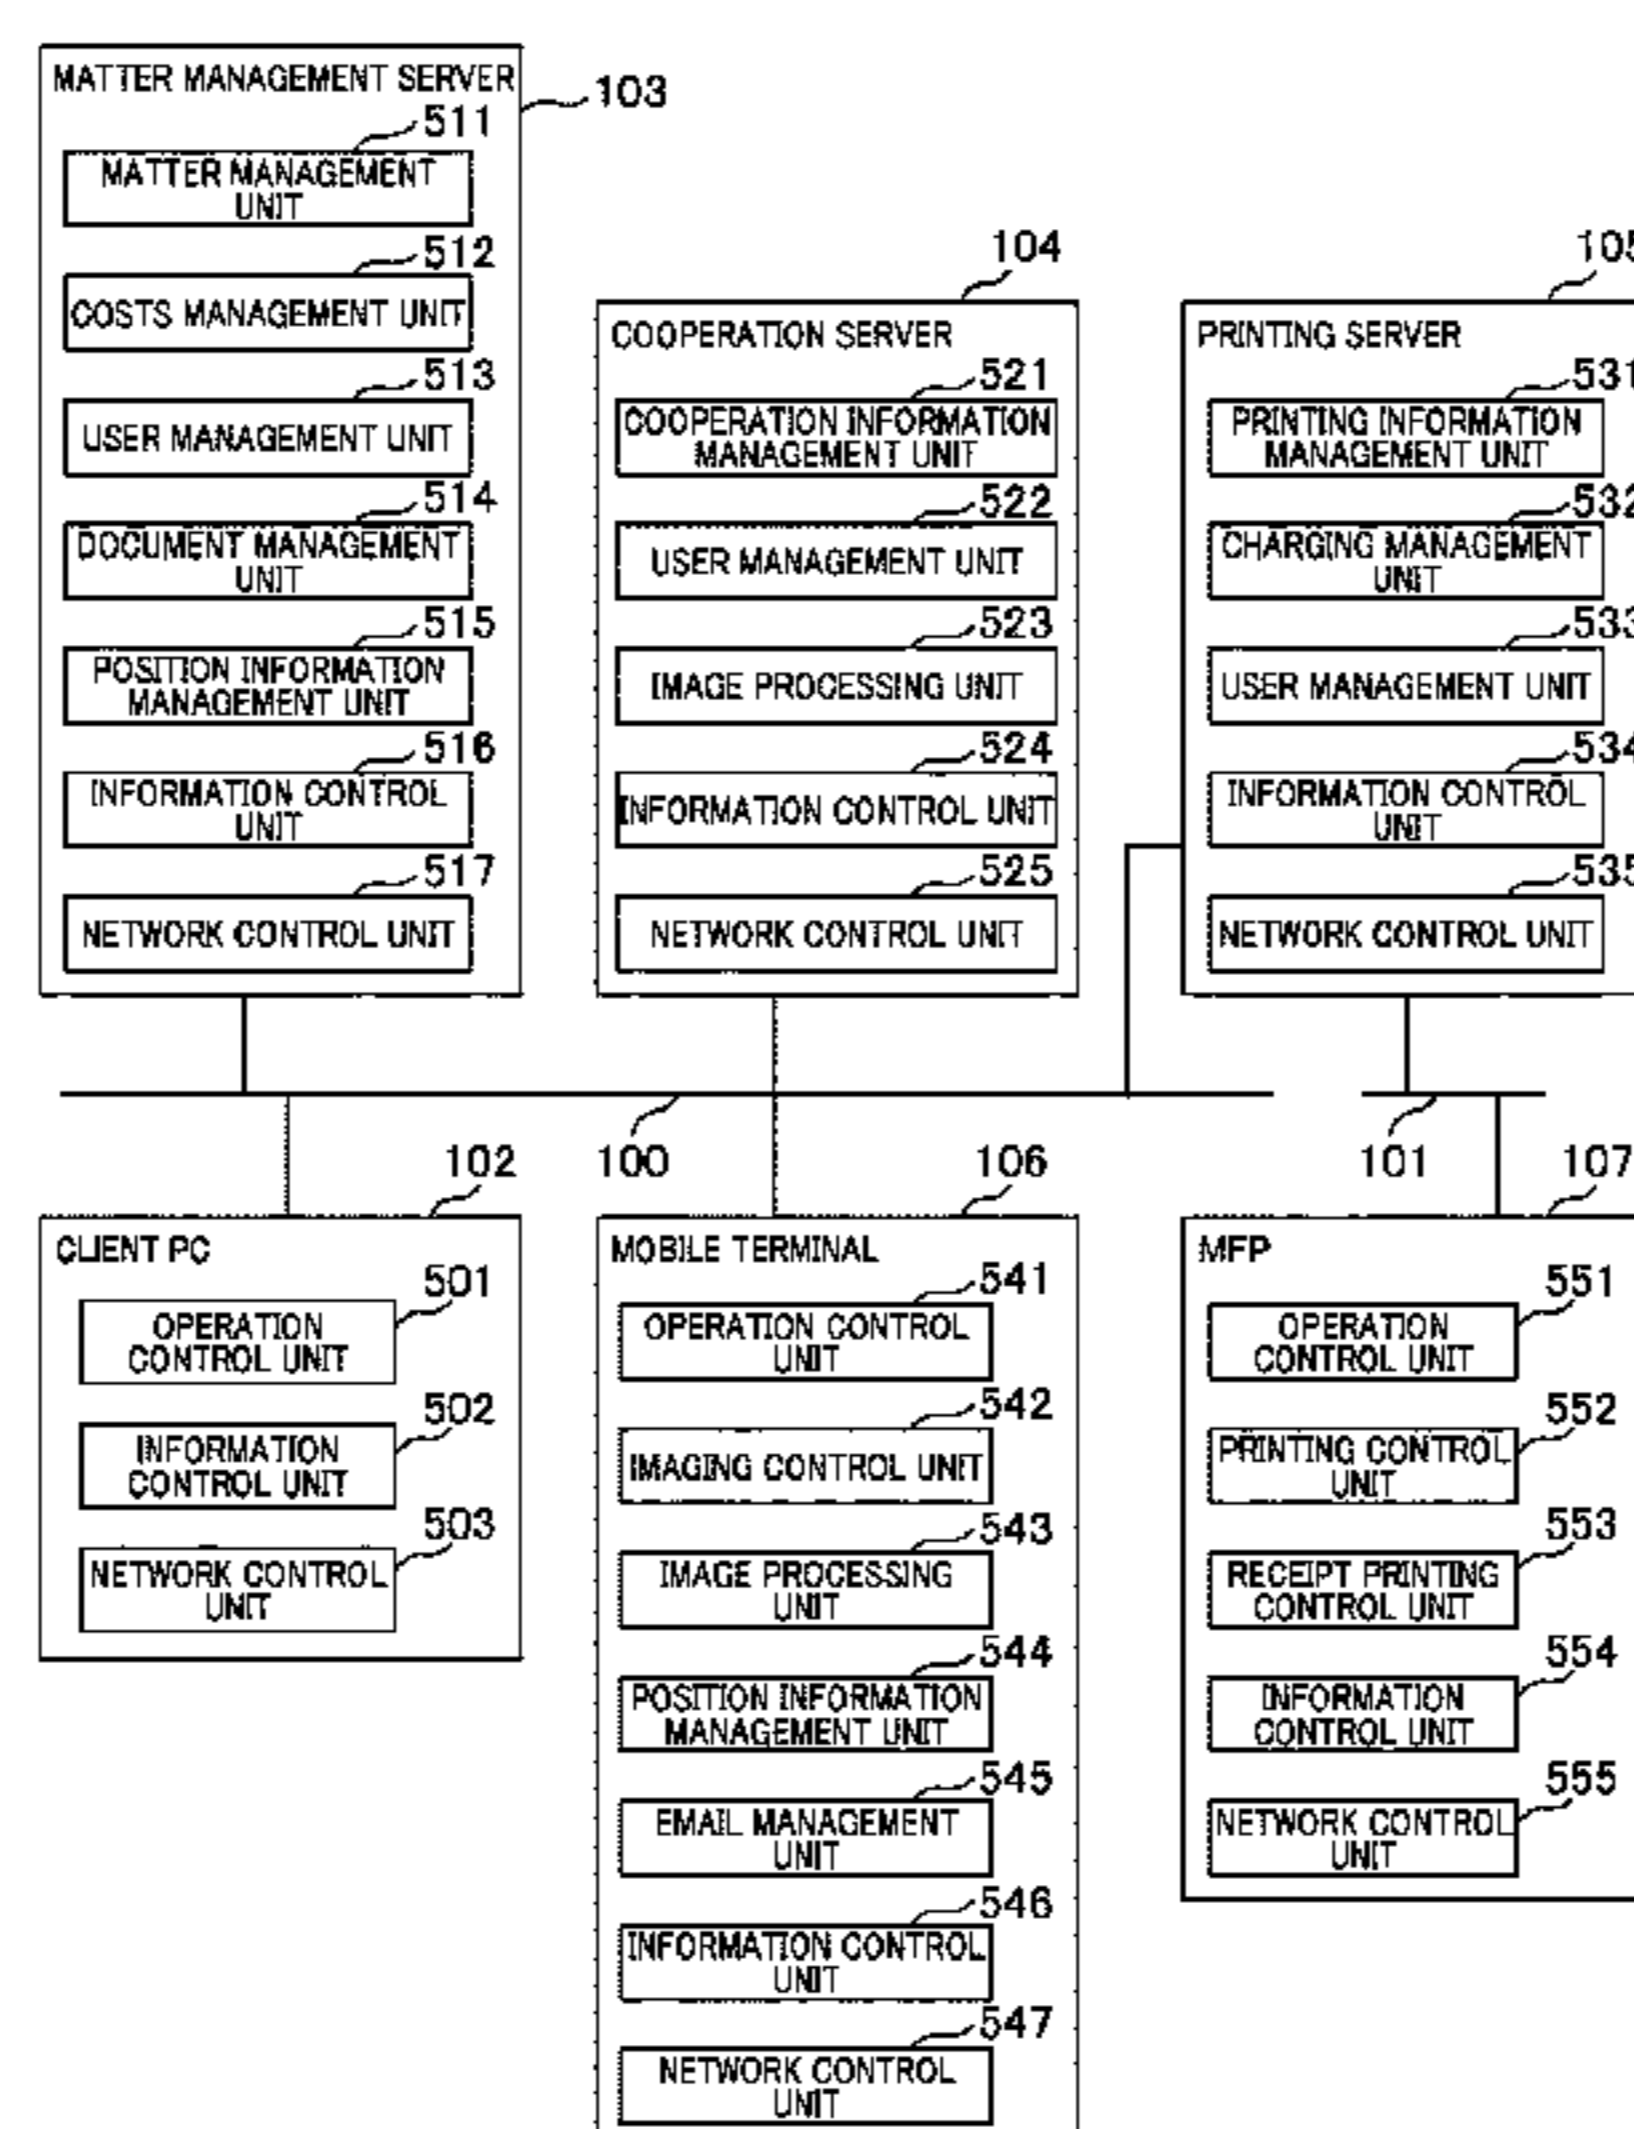 MATTER MANAGEMENT SERVER
103
511
MATTER MANAGEMENT
UNIT
512
COSTS MANAGEMENT UNIT
513
USER MANAGEMENT UNIT
514
DOCUMENT MANAGEMENT
UNIT
515
POSITION INFORMATION
MANAGEMENT UNIT
516
INFORMATION CONTROL
UNIT
517
NETWORK CONTROL UNIT
104
COOPERATION SERVER
521
COOPERATION INFORMATION
MANAGEMENT UNIT
522
USER MANAGEMENT UNIT
523
IMAGE PROCESSING UNIT
524
INFORMATION CONTROL UNIT
525
NETWORK CONTROL UNIT
105
PRINTING SERVER
531
PRINTING INFORMATION
MANAGEMENT UNIT
532
CHARGING MANAGEMENT
UNIT
533
USER MANAGEMENT UNIT
534
INFORMATION CONTROL
UNIT
535
NETWORK CONTROL UNIT
100
101
102
CLIENT PC
501
OPERATION
CONTROL UNIT
502
INFORMATION
CONTROL UNIT
503
NETWORK CONTROL
UNIT
106
MOBILE TERMINAL
541
OPERATION CONTROL
UNIT
542
IMAGING CONTROL UNIT
543
IMAGE PROCESSING
UNIT
544
POSITION INFORMATION
MANAGEMENT UNIT
545
EMAIL MANAGEMENT
UNIT
546
INFORMATION CONTROL
UNIT
547
NETWORK CONTROL
UNIT
107
MFP
551
OPERATION
CONTROL UNIT
552
PRINTING CONTROL
UNIT
553
RECEIPT PRINTING
CONTROL UNIT
554
INFORMATION
CONTROL UNIT
555
NETWORK CONTROL
UNIT